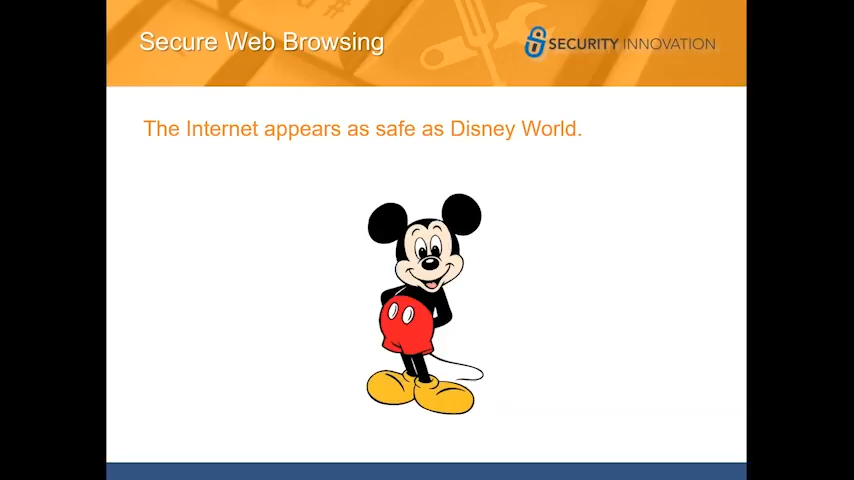 Secure Web Browsing
SECURITY INNOVATION
The Internet appears as safe as Disney World.